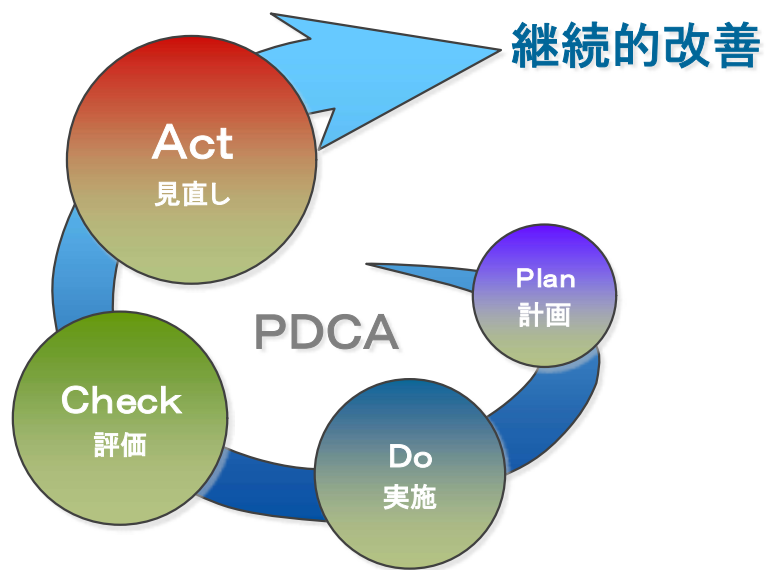 継続的改善
Act
見直し
Plan
計画
PDCA
Check
評価
Do
実施